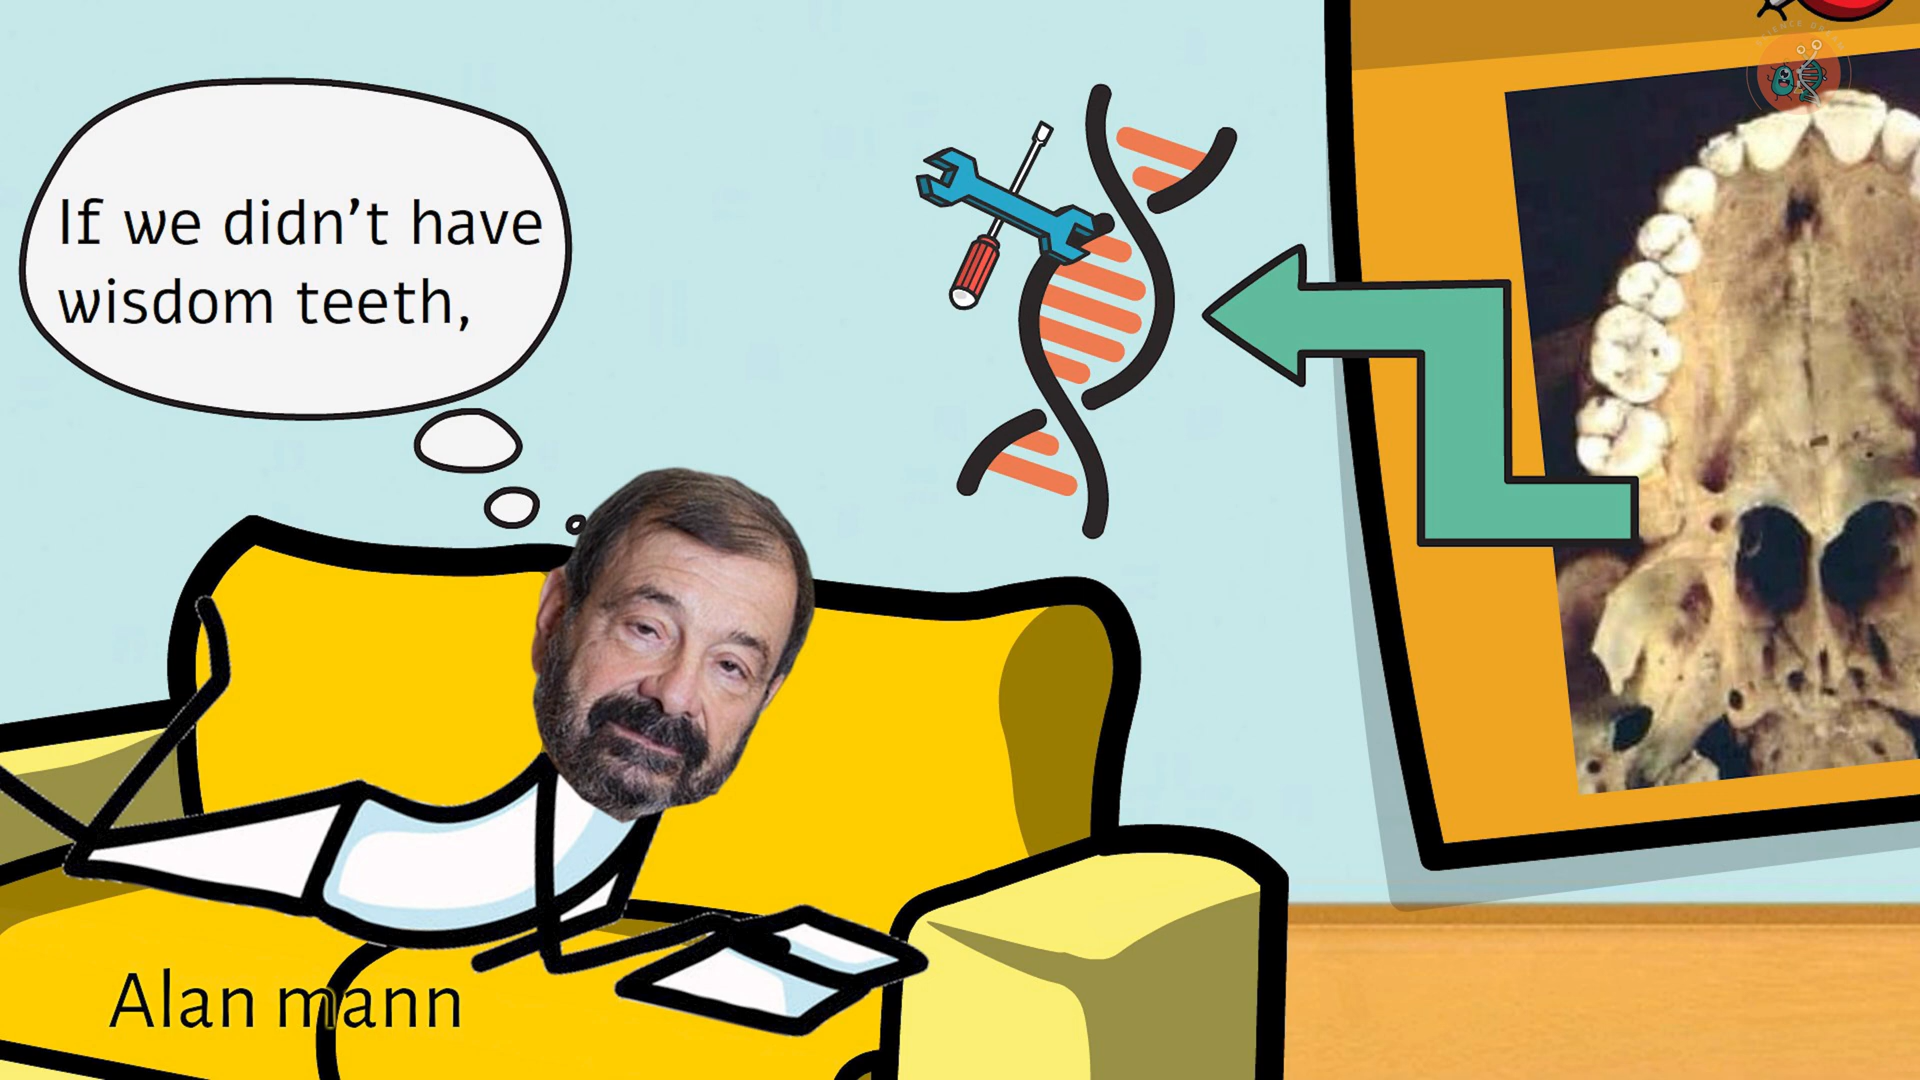 If we didn't have
wisdom teeth,
Alan mann